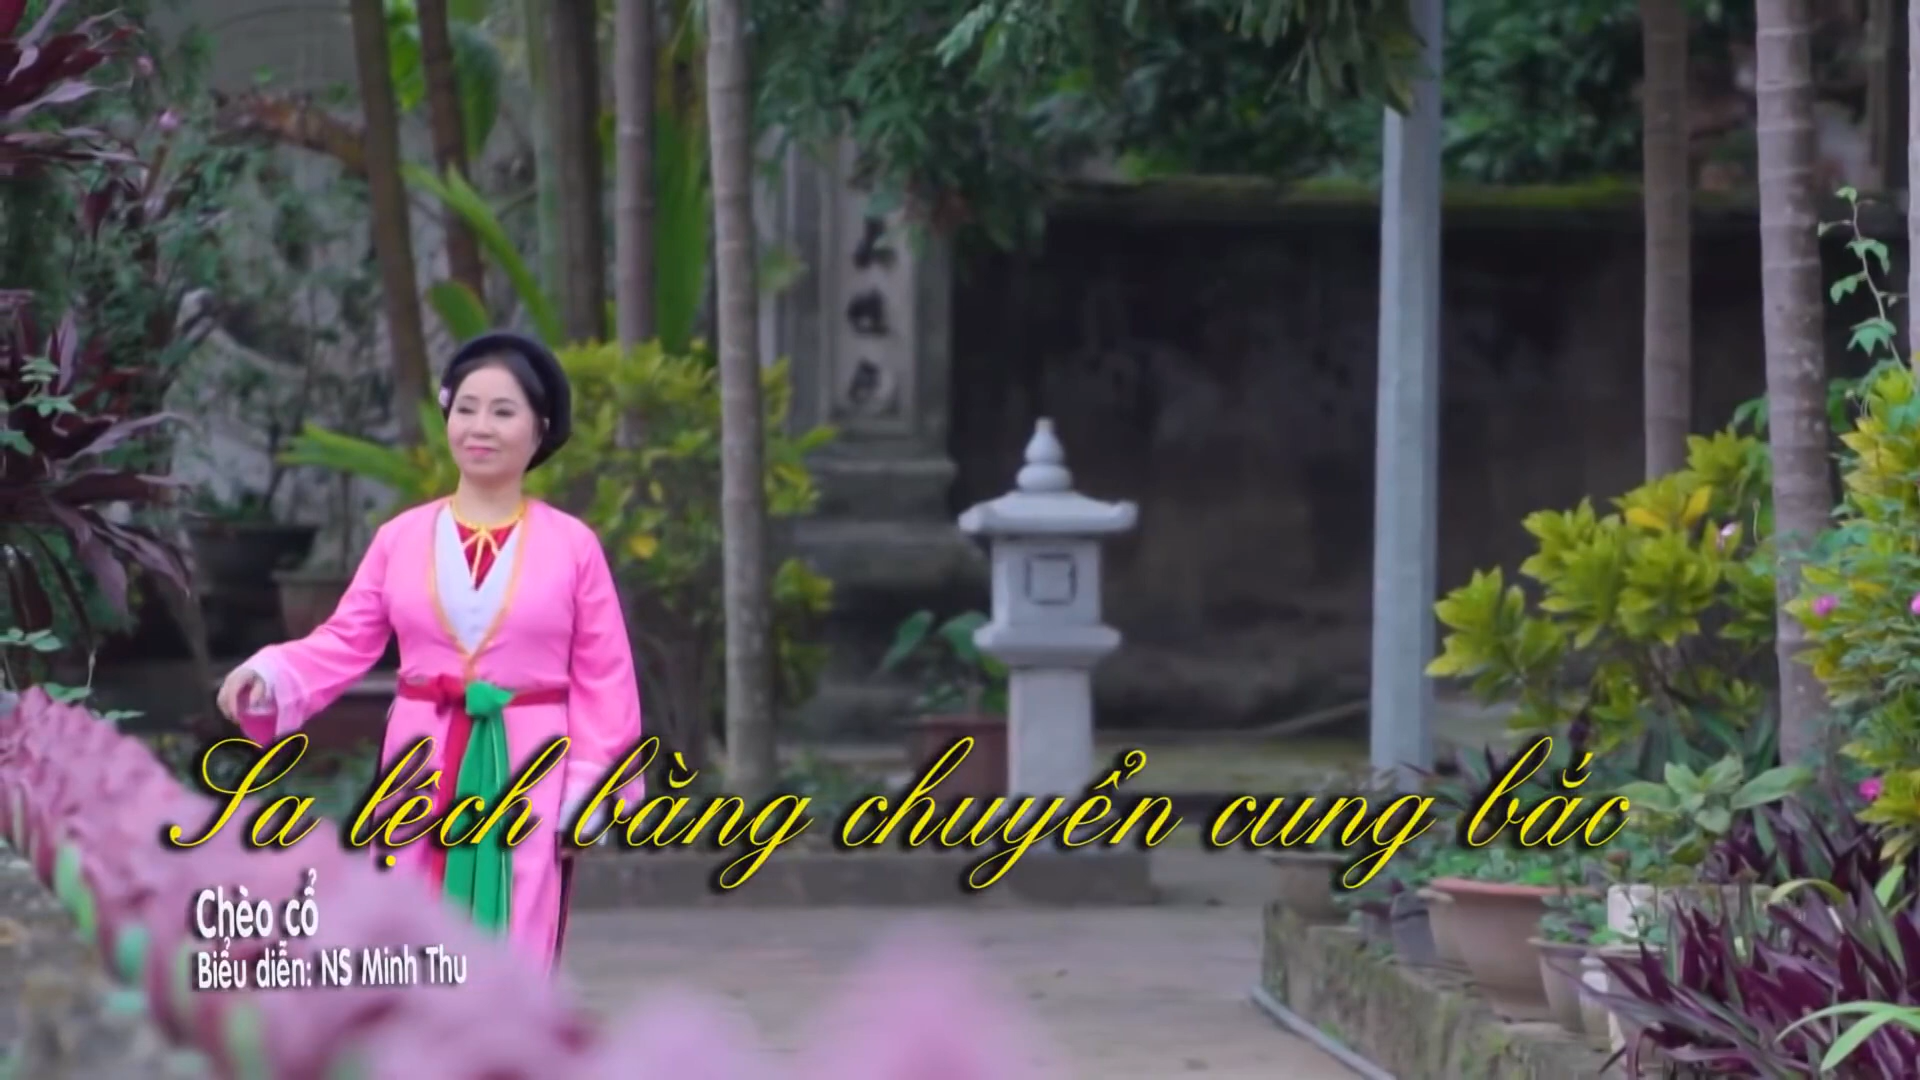 Sa lệch bằng chuyển cung bắc
Chèo cổ
Biểu diễn: NS Minh Thu